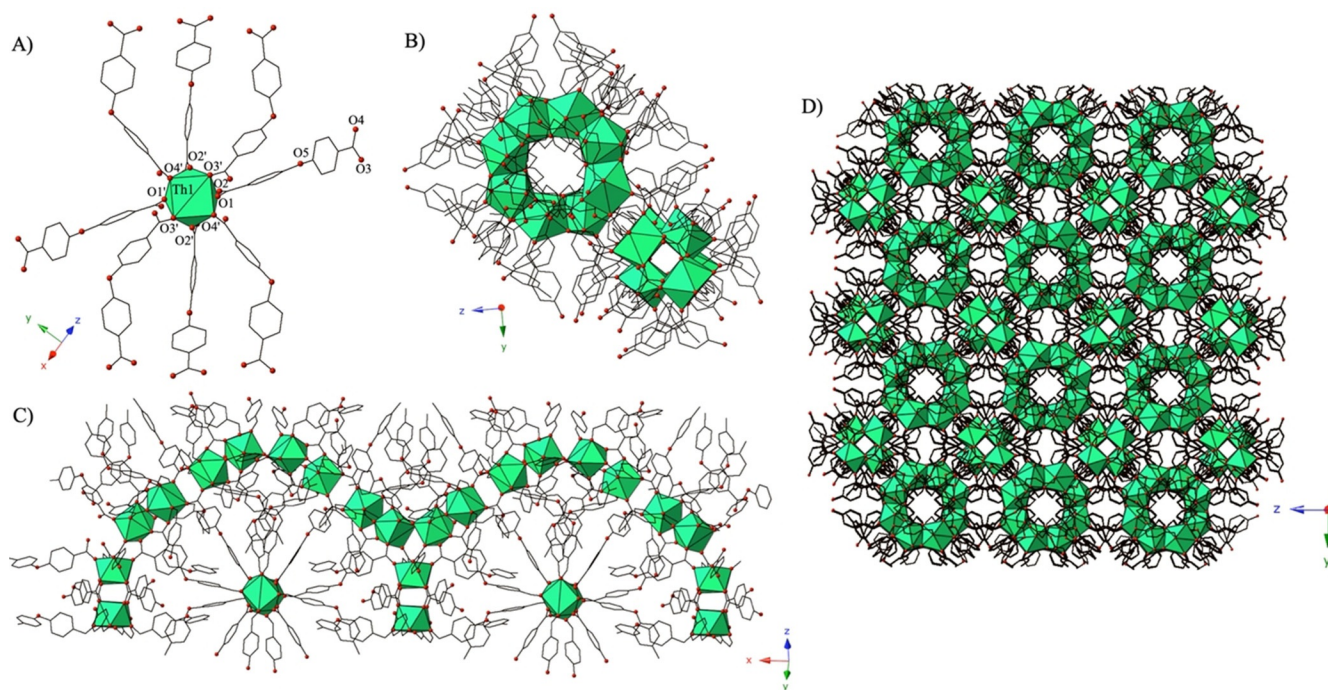 A)
O4' O2' O3'
O5
O4
O3
O1' Th1 O2
O1
O3' O2' O4'
y z x
B)
z y
C)
x z y
D)
z y